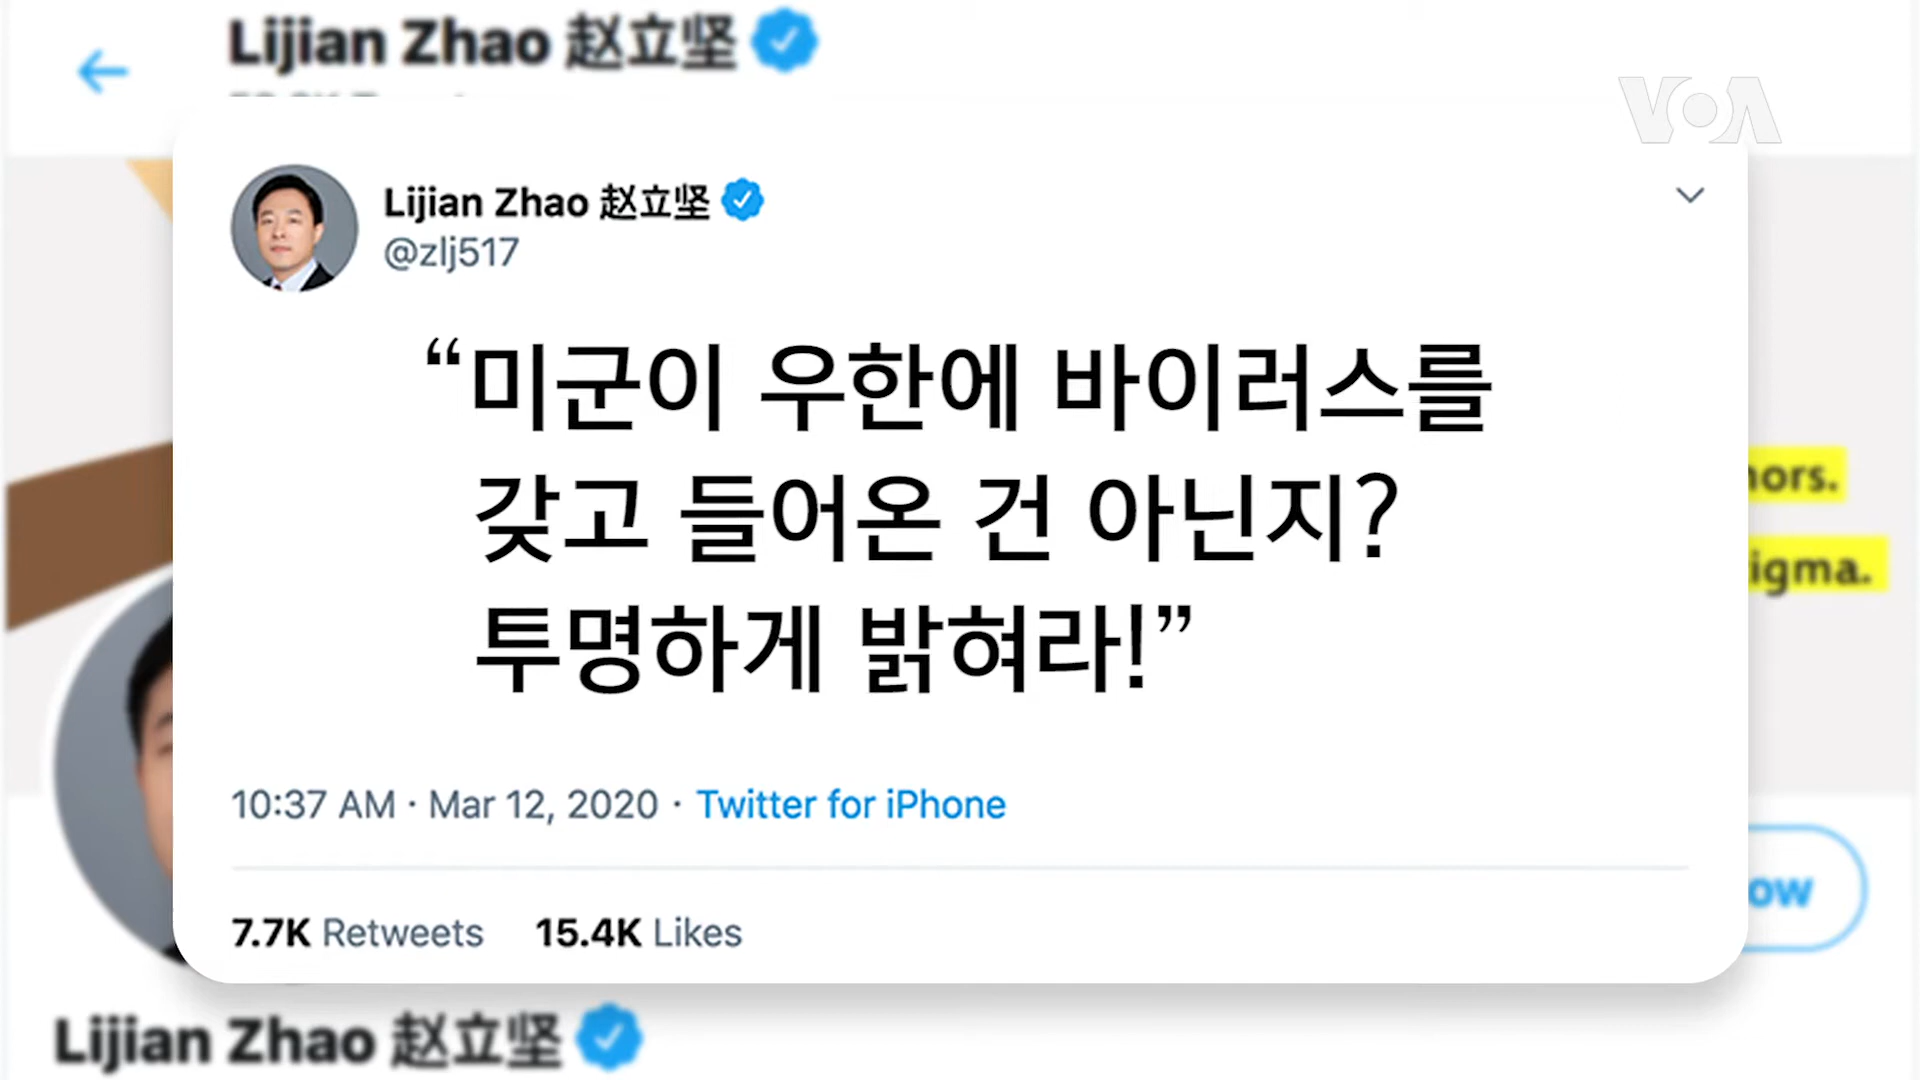 Lijian Zhao 赵立坚
VOA
Lijian Zhao 赵立坚
@zlj517
“미군이 우한에 바이러스를
갖고 들어온 건 아닌지?
투명하게 밝혀라!”
10:37 AM · Mar 12, 2020 · Twitter for iPhone
7.7K Retweets 15.4K Likes
Lijian Zhao 赵立坚